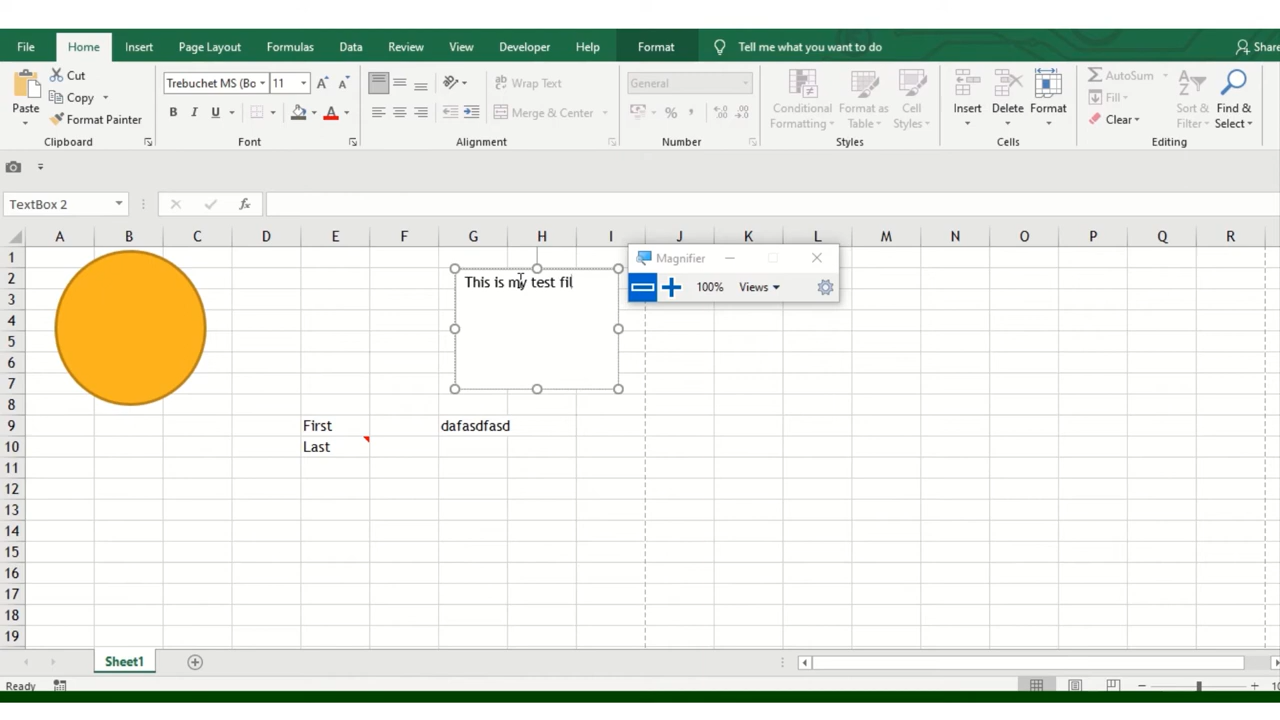 File Home Insert Page Layout Formulas Data Review View Developer Help Format Tell me what you want to do Share
Paste Cut Copy Format Painter Clipboard
Trebuchet MS (Bo 11 A A B I U A Font
Wrap Text Merge & Center Alignment
General % , Number
Conditional Formatting Format as Table Cell Styles Styles
Insert Delete Format Cells
AutoSum Fill Clear Sort & Filter Find & Select Editing
TextBox 2 fx
A B C D E F G H I J K L M N O P Q R
1
Magnifier
2 This is my test fil
100% Views
3
4
5
6
7
8
9 First dafasdfasd
10 Last
11
12
13
14
15
16
17
18
19
Sheet1
Ready